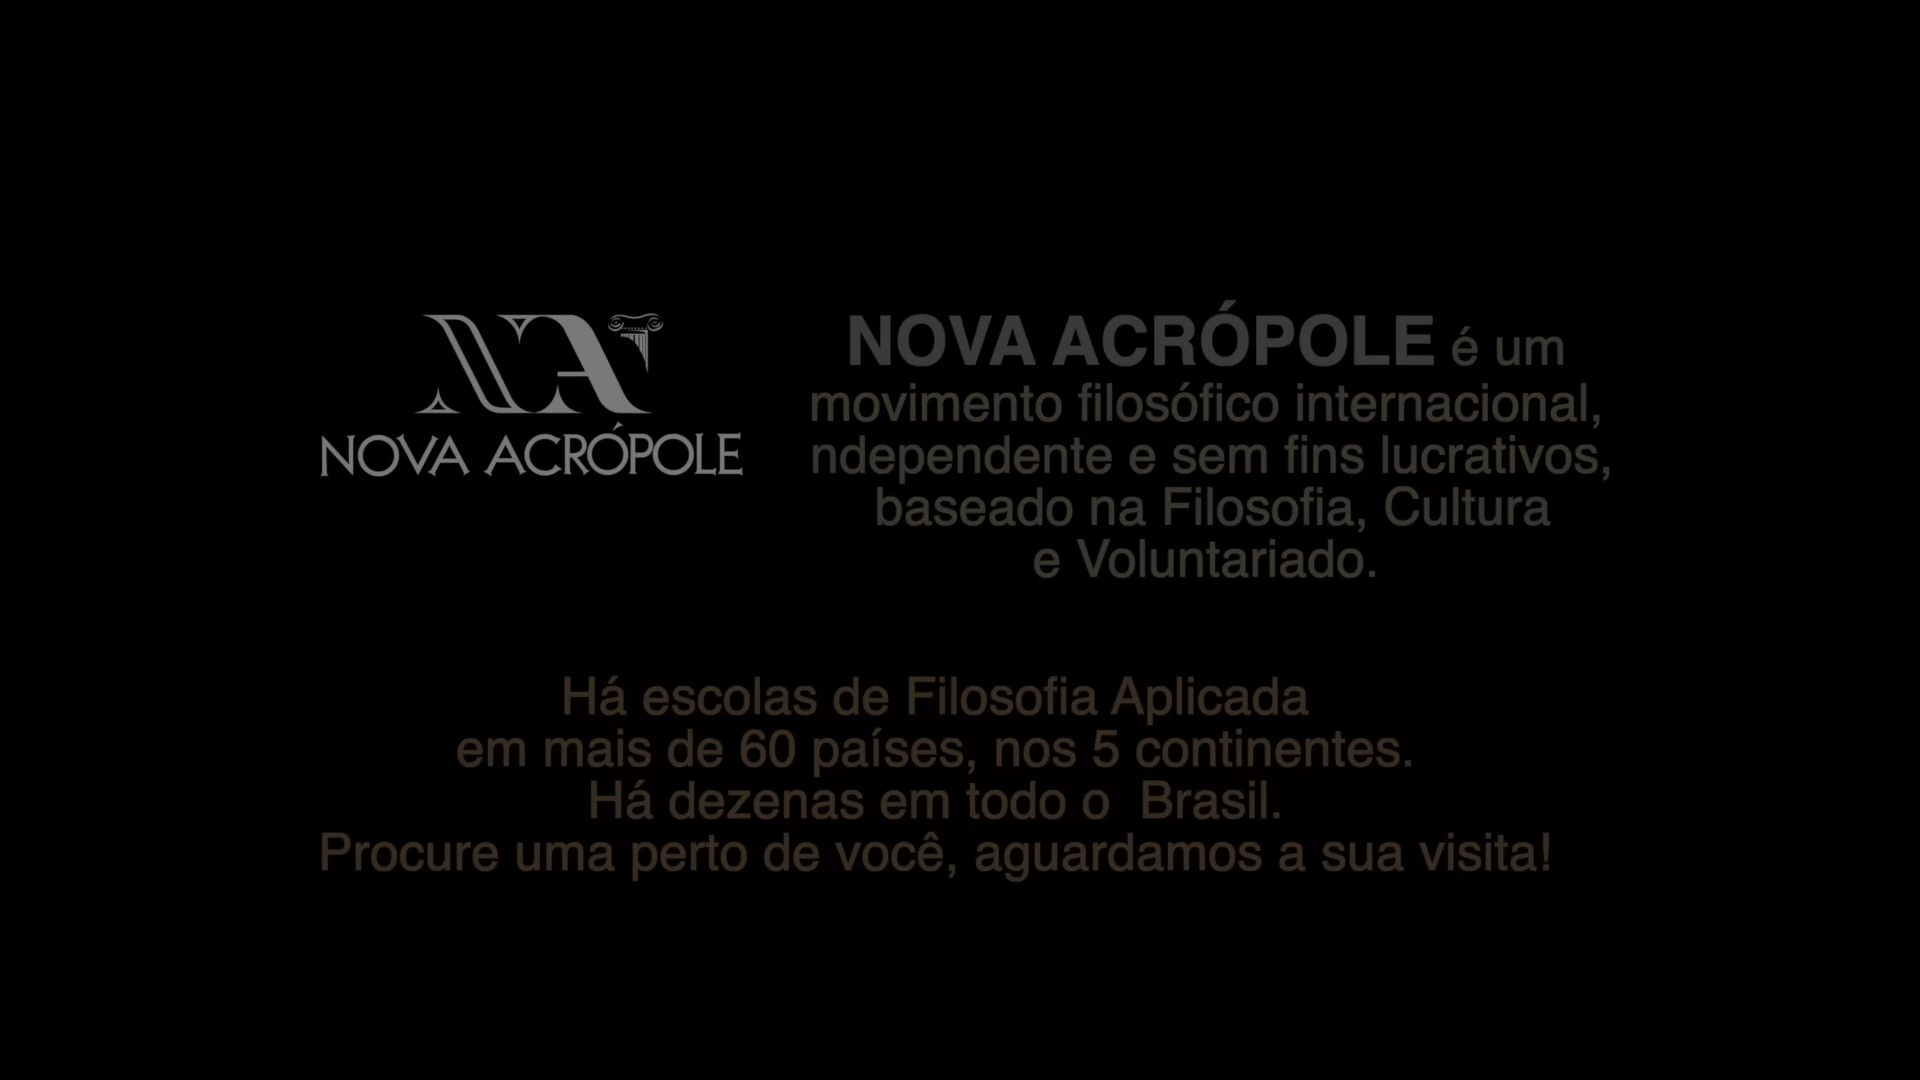 NOVA ACRÓPOLE
NOVA ACRÓPOLE é um
movimento filosófico internacional,
ndependente e sem fins lucrativos,
baseado na Filosofia, Cultura
e Voluntariado.
Há escolas de Filosofia Aplicada
em mais de 60 países, nos 5 continentes.
Há dezenas em todo o  Brasil.
Procure uma perto de você, aguardamos a sua visita!